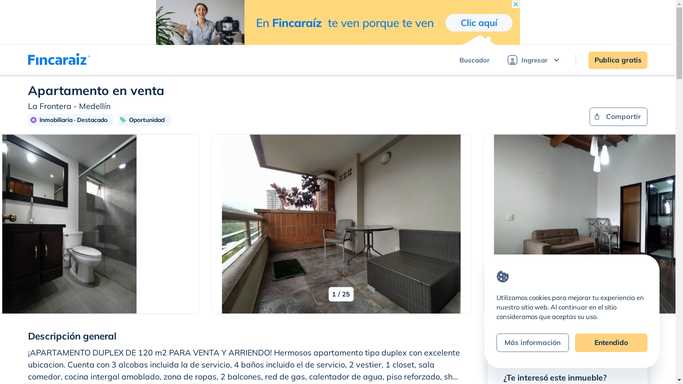 En Fincaraíz te ven porque te ven
Clic aquí
Fincaraíz
Buscador
Ingresar
Publica gratis
Apartamento en venta
La Frontera - Medellín
Inmobiliaria · Destacado
Oportunidad
Compartir
1 / 25
Utilizamos cookies para mejorar tu experiencia en
nuestro sitio web. Al continuar en el sitio
consideramos que aceptas su uso.
Más información
Entendido
Descripción general
¡APARTAMENTO DUPLEX DE 120 m2 PARA VENTA Y ARRIENDO! Hermosos apartamento tipo duplex con excelente
ubicacion. Cuenta con 3 alcobas incluida la de servicio, 4 baños incluido el de servicio, 2 vestier, 1 closet, sala
comedor, cocina intergal amoblado, zona de ropas, 2 balcones, red de gas, calentador de agua, piso reforzado, sh...
¿Te interesó este inmueble?